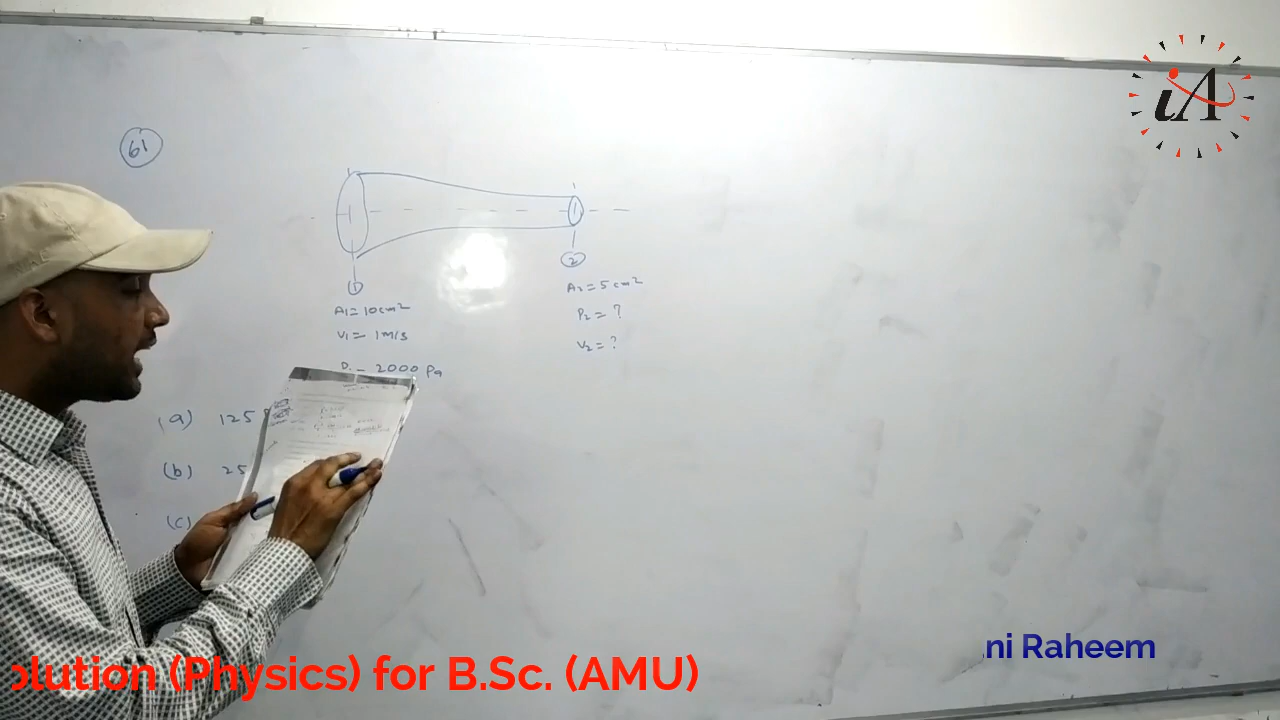 iA
61
1
2
A1 = 10 cm2
V1 = 1 m/s
2000 Pa
A2 = 5 cm2
P2 = ?
V2 = ?
(a) 125
(b) 25
(c)
olution (Physics) for B.Sc. (AMU)
ni Raheem